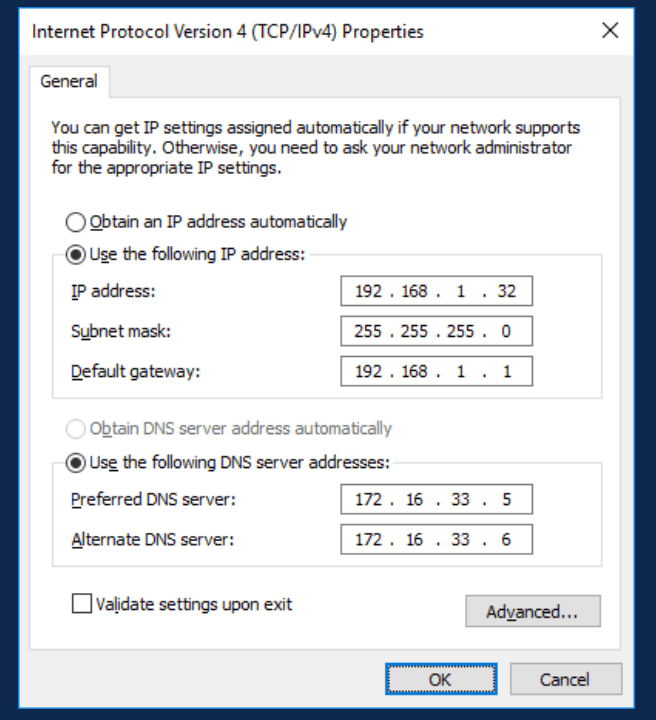 Internet Protocol Version 4 (TCP/IPv4) Properties
General
You can get IP settings assigned automatically if your network supports
this capability. Otherwise, you need to ask your network administrator
for the appropriate IP settings.
Obtain an IP address automatically
Use the following IP address:
IP address: 192 . 168 . 1 . 32
Subnet mask: 255 . 255 . 255 . 0
Default gateway: 192 . 168 . 1 . 1
Obtain DNS server address automatically
Use the following DNS server addresses:
Preferred DNS server: 172 . 16 . 33 . 5
Alternate DNS server: 172 . 16 . 33 . 6
Validate settings upon exit
Advanced...
OK Cancel